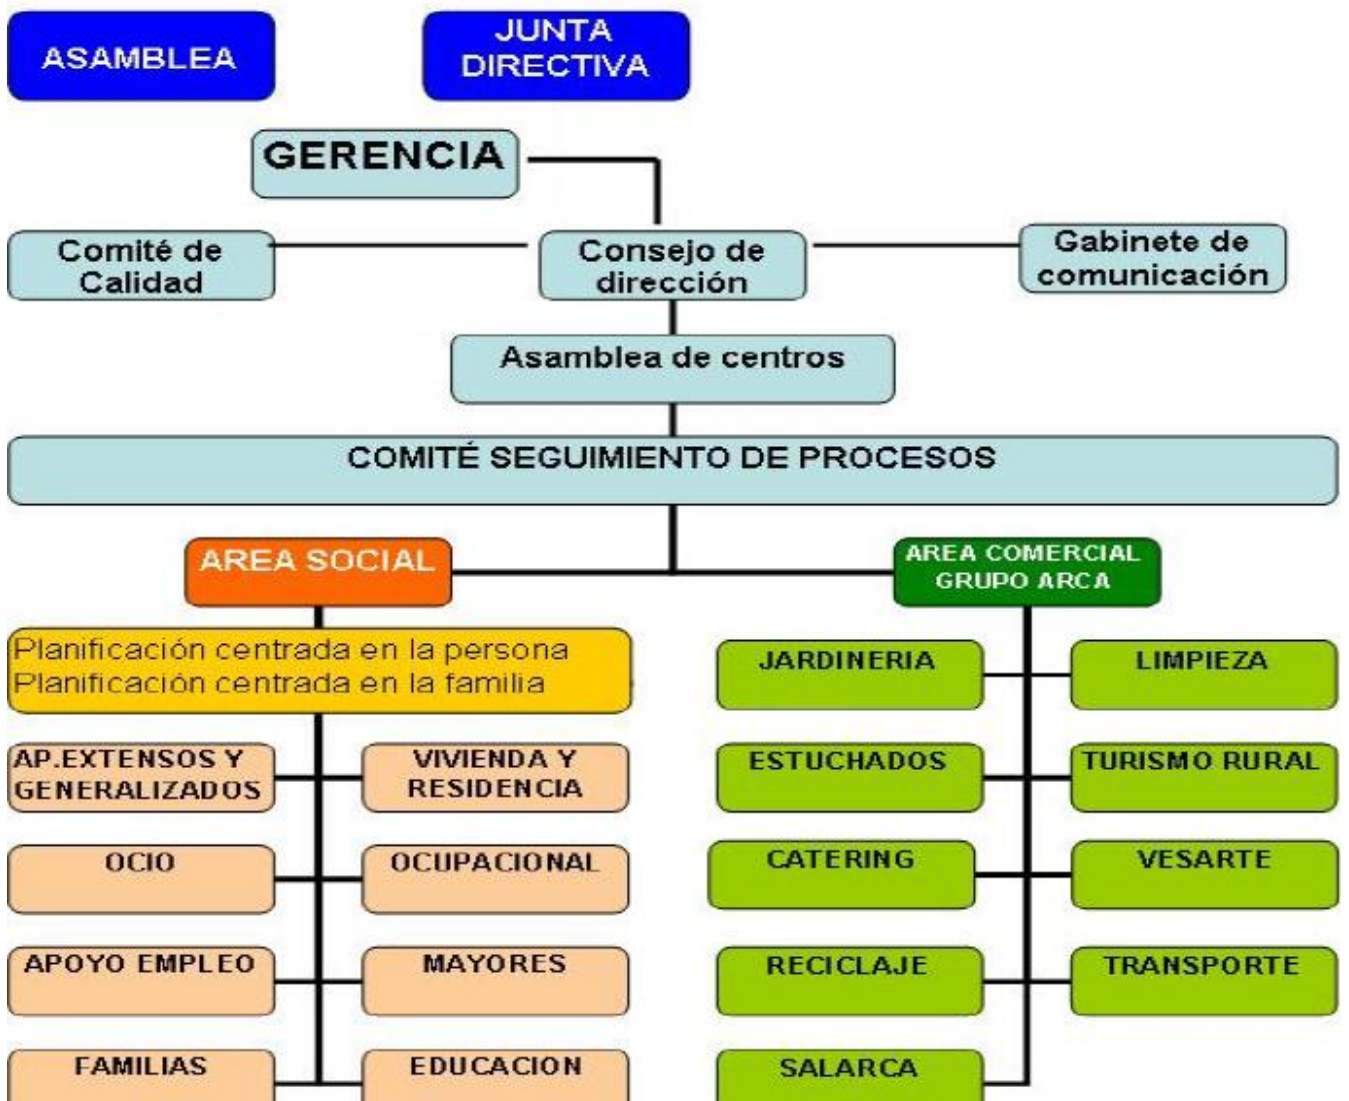 ASAMBLEA
JUNTA
DIRECTIVA
GERENCIA
Comité de
Calidad
Consejo de
dirección
Gabinete de
comunicación
Asamblea de centros
COMITÉ SEGUIMIENTO DE PROCESOS
AREA SOCIAL
AREA COMERCIAL
GRUPO ARCA
Planificación centrada en la persona
Planificación centrada en la familia
AP.EXTENSOS Y
GENERALIZADOS
VIVIENDA Y
RESIDENCIA
OCIO
OCUPACIONAL
APOYO EMPLEO
MAYORES
FAMILIAS
EDUCACION
JARDINERIA
LIMPIEZA
ESTUCHADOS
TURISMO RURAL
CATERING
VESARTE
RECICLAJE
TRANSPORTE
SALARCA